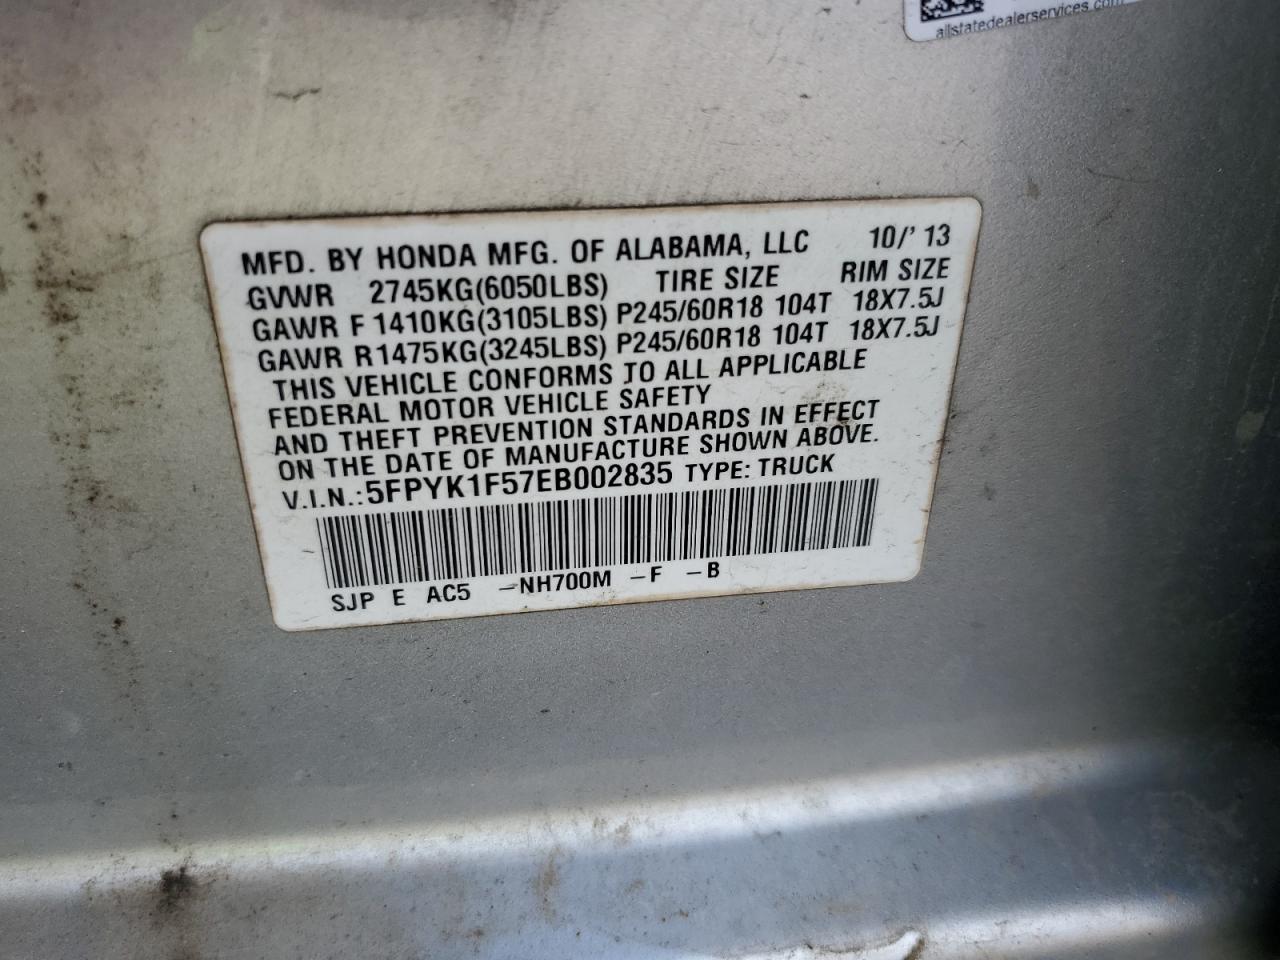 allstatedealerservices.com
MFD. BY HONDA MFG. OF ALABAMA, LLC 10/' 13
GVWR 2745KG(6050LBS) TIRE SIZE RIM SIZE
GAWR F 1410KG(3105LBS) P245/60R18 104T 18X7.5J
GAWR R1475KG(3245LBS) P245/60R18 104T 18X7.5J
THIS VEHICLE CONFORMS TO ALL APPLICABLE
FEDERAL MOTOR VEHICLE SAFETY
AND THEFT PREVENTION STANDARDS IN EFFECT
ON THE DATE OF MANUFACTURE SHOWN ABOVE.
V.I.N.: 5FPYK1F57EB002835 TYPE: TRUCK
SJP E AC5 –NH700M –F –B